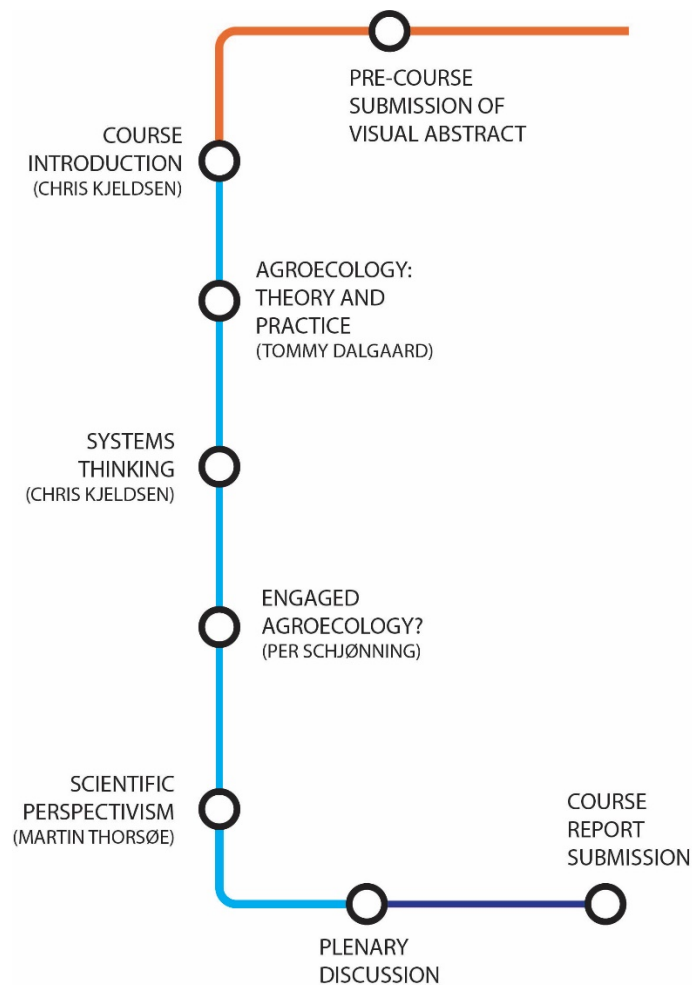 PRE-COURSE
SUBMISSION OF
VISUAL ABSTRACT
COURSE
INTRODUCTION
(CHRIS KJELDSEN)
AGROECOLOGY:
THEORY AND
PRACTICE
(TOMMY DALGAARD)
SYSTEMS
THINKING
(CHRIS KJELDSEN)
ENGAGED
AGROECOLOGY?
(PER SCHJØNNING)
SCIENTIFIC
PERSPECTIVISM
(MARTIN THORSØE)
PLENARY
DISCUSSION
COURSE
REPORT
SUBMISSION